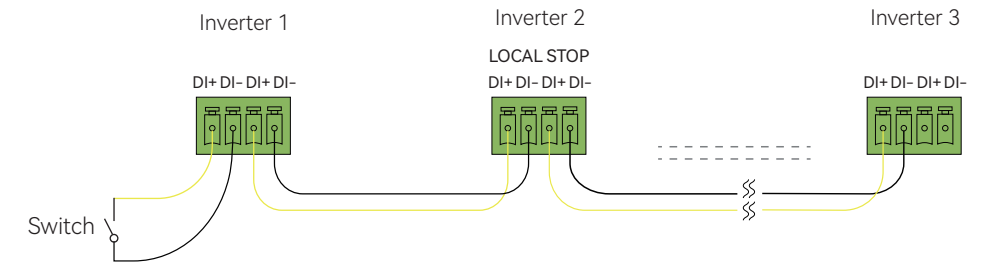 Inverter 1
Inverter 2
Inverter 3
LOCAL STOP
DI+ DI- DI+ DI-
DI+ DI- DI+ DI-
DI+ DI- DI+ DI-
Switch